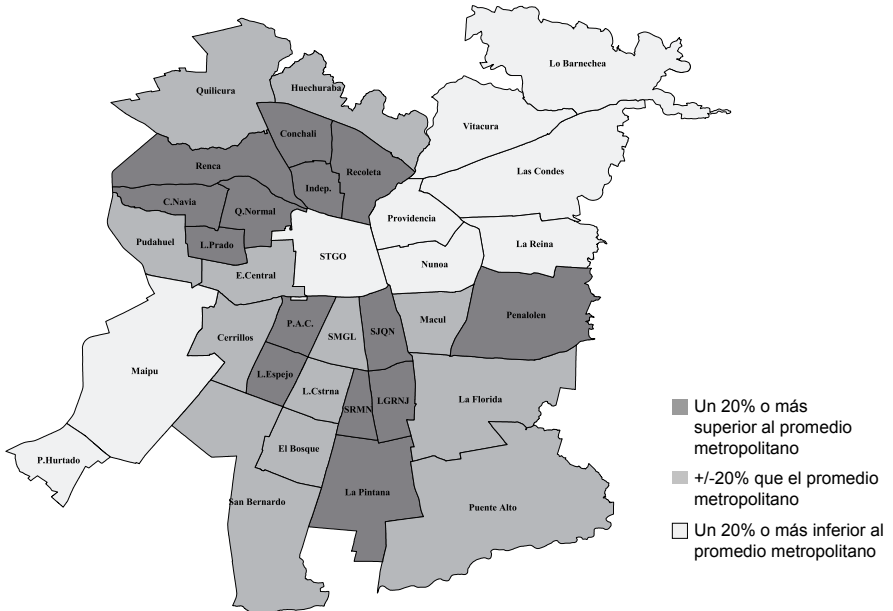 Lo Barnechea
Quilicura
Huechuraba
Vitacura
Conchali
Renca
Recoleta
Las Condes
Indep.
C.Navia
Q.Normal
Providencia
Pudahuel
L.Prado
La Reina
STGO
Nunoa
E.Central
P.A.C.
SJQN
Macul
Penalolen
Cerrillos
SMGL
Maipu
L.Espejo
L.Cstrna
SRMN
LGRNJ
La Florida
P.Hurtado
El Bosque
La Pintana
San Bernardo
Puente Alto
Un 20% o más
superior al promedio
metropolitano
+/-20% que el promedio
metropolitano
Un 20% o más inferior al
promedio metropolitano